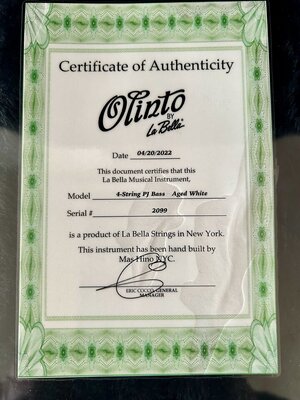 Certificate of Authenticity
Olinto
BY
La Bella®
Date 04/20/2022
This document certifies that this
La Bella Musical Instrument,
Model 4-String PJ Bass Aged White
Serial # 2099
is a product of La Bella Strings in New York.
This instrument has been hand built by
Mas Hino NYC.
ERIC COCCO, GENERAL
MANAGER